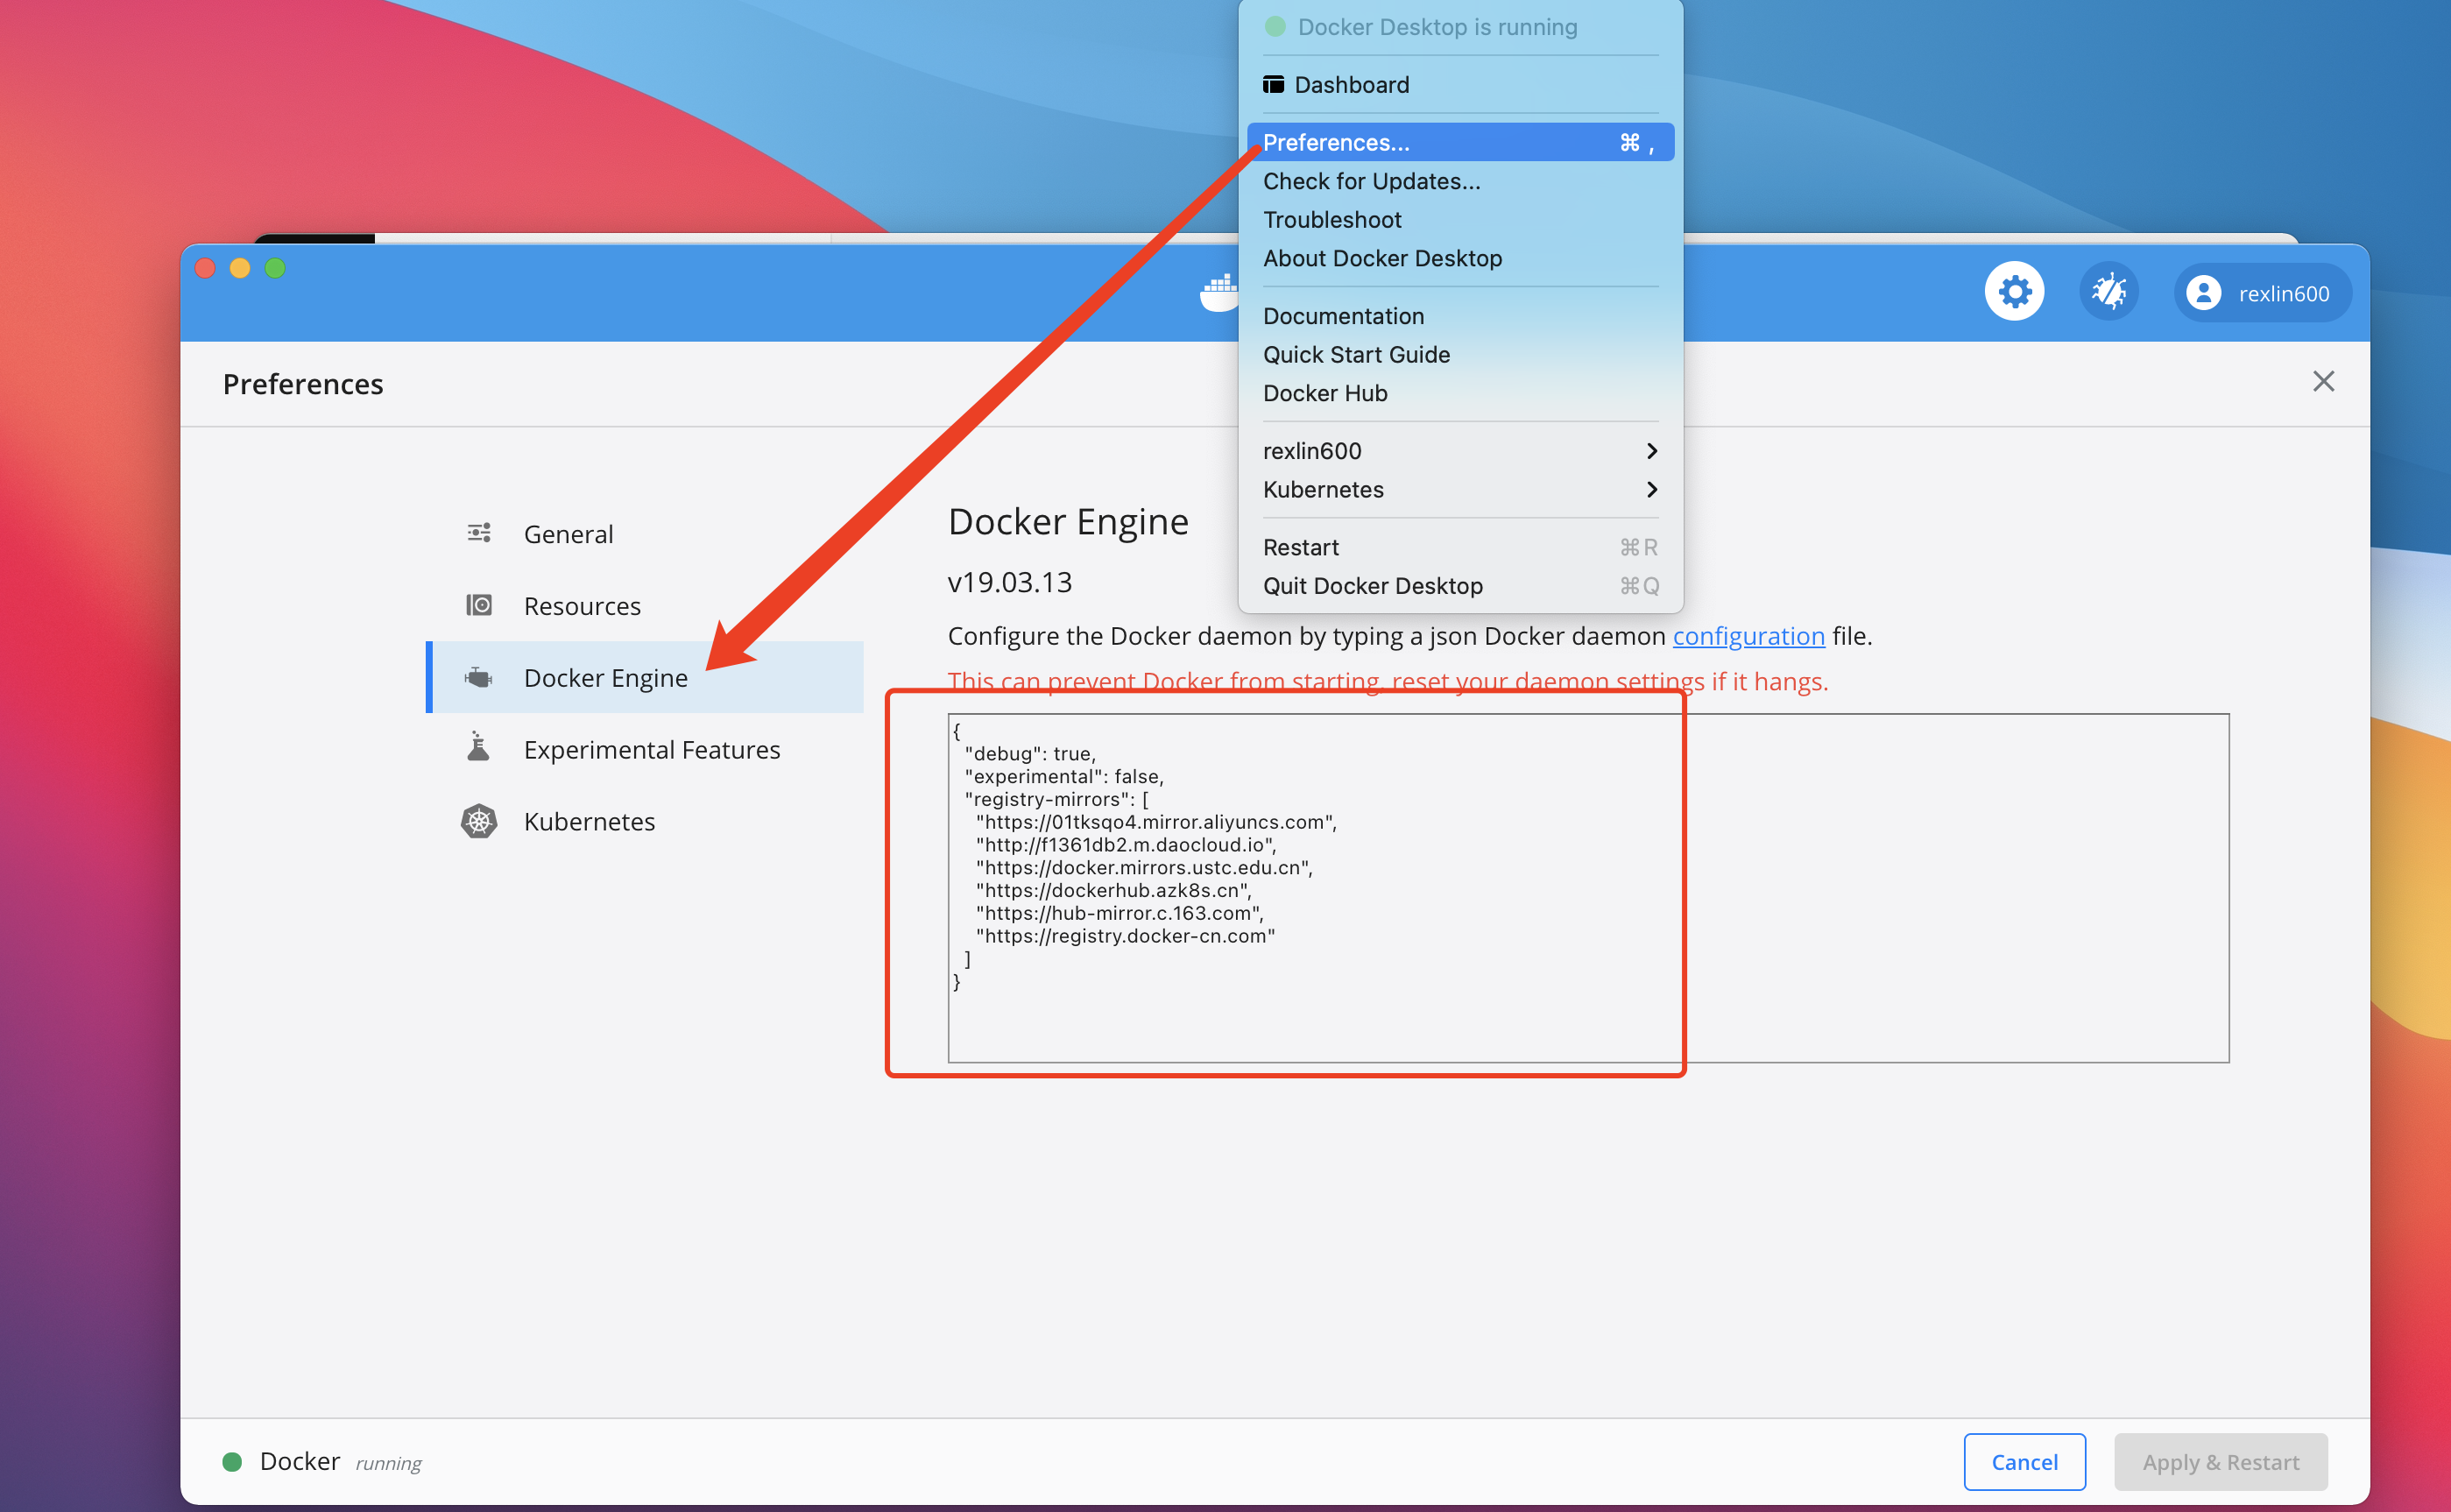 Docker Desktop is running
Dashboard
Preferences... ⌘ ,
Check for Updates...
Troubleshoot
About Docker Desktop
Documentation
Quick Start Guide
Docker Hub
rexlin600
Kubernetes
Restart ⌘R
Quit Docker Desktop ⌘Q
rexlin600
Preferences
General
Resources
Docker Engine
Experimental Features
Kubernetes
Docker Engine
v19.03.13
Configure the Docker daemon by typing a json Docker daemon configuration file.
This can prevent Docker from starting, reset your daemon settings if it hangs.
{
"debug": true,
"experimental": false,
"registry-mirrors": [
"https://01tksqo4.mirror.aliyuncs.com",
"http://f1361db2.m.daocloud.io",
"https://docker.mirrors.ustc.edu.cn",
"https://dockerhub.azk8s.cn",
"https://hub-mirror.c.163.com",
"https://registry.docker-cn.com"
]
}
Docker running
Cancel
Apply & Restart